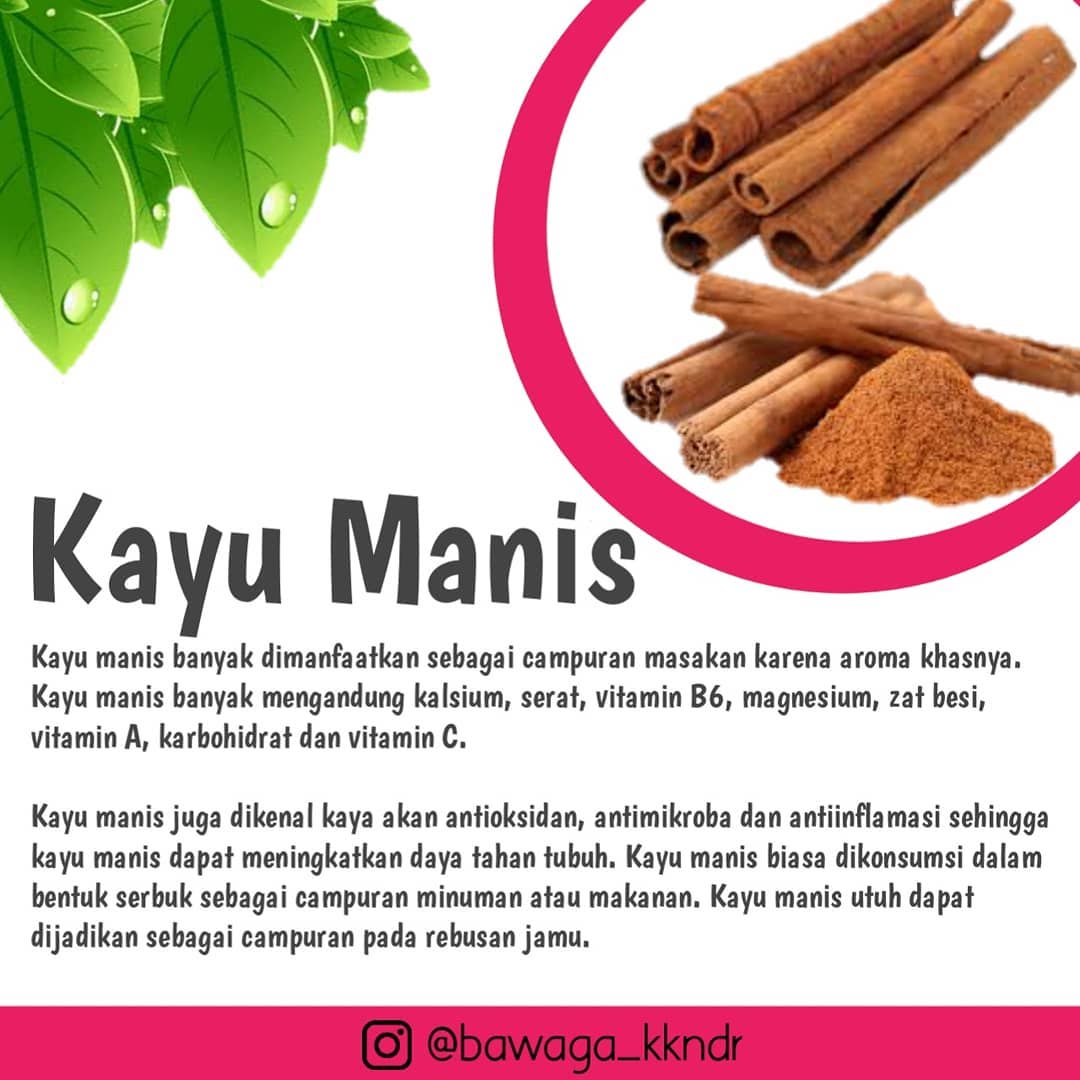 Kayu Manis
Kayu manis banyak dimanfaatkan sebagai campuran masakan karena aroma khasnya.
Kayu manis banyak mengandung kalsium, serat, vitamin B6, magnesium, zat besi,
vitamin A, karbohidrat dan vitamin C.
Kayu manis juga dikenal kaya akan antioksidan, antimikroba dan antiinflamasi sehingga
kayu manis dapat meningkatkan daya tahan tubuh. Kayu manis biasa dikonsumsi dalam
bentuk serbuk sebagai campuran minuman atau makanan. Kayu manis utuh dapat
dijadikan sebagai campuran pada rebusan jamu.
@bawaga_kkndr